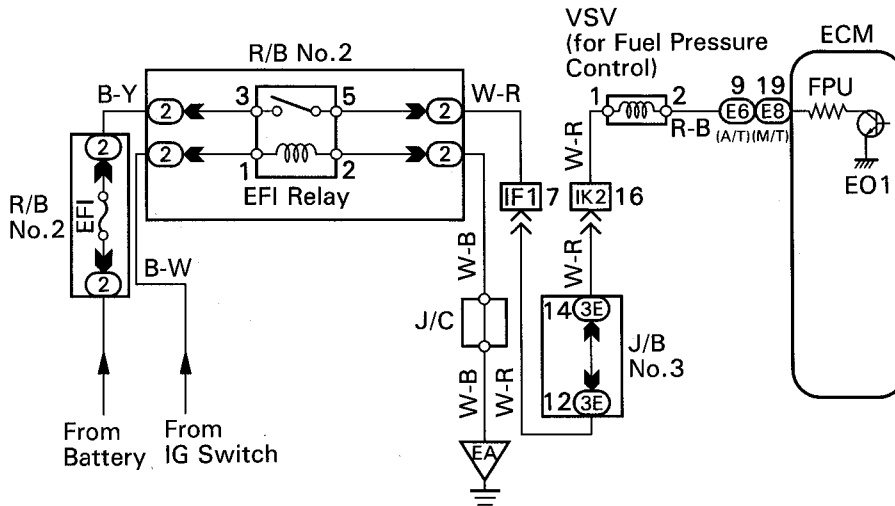 VSV
(for Fuel Pressure
Control)
ECM
R/B No.2
B-Y
2
3
5
2
W-R
1
2
9
19
E6
E8
FPU
R-B
(A/T)
(M/T)
2
2
1
2
2
EFI Relay
W-R
EO1
R/B
No.2
EFI
IF1
7
IK2
16
2
B-W
W-B
W-R
J/C
14
3E
J/B
No.3
W-B
W-R
12
3E
From
Battery
From
IG Switch
EA